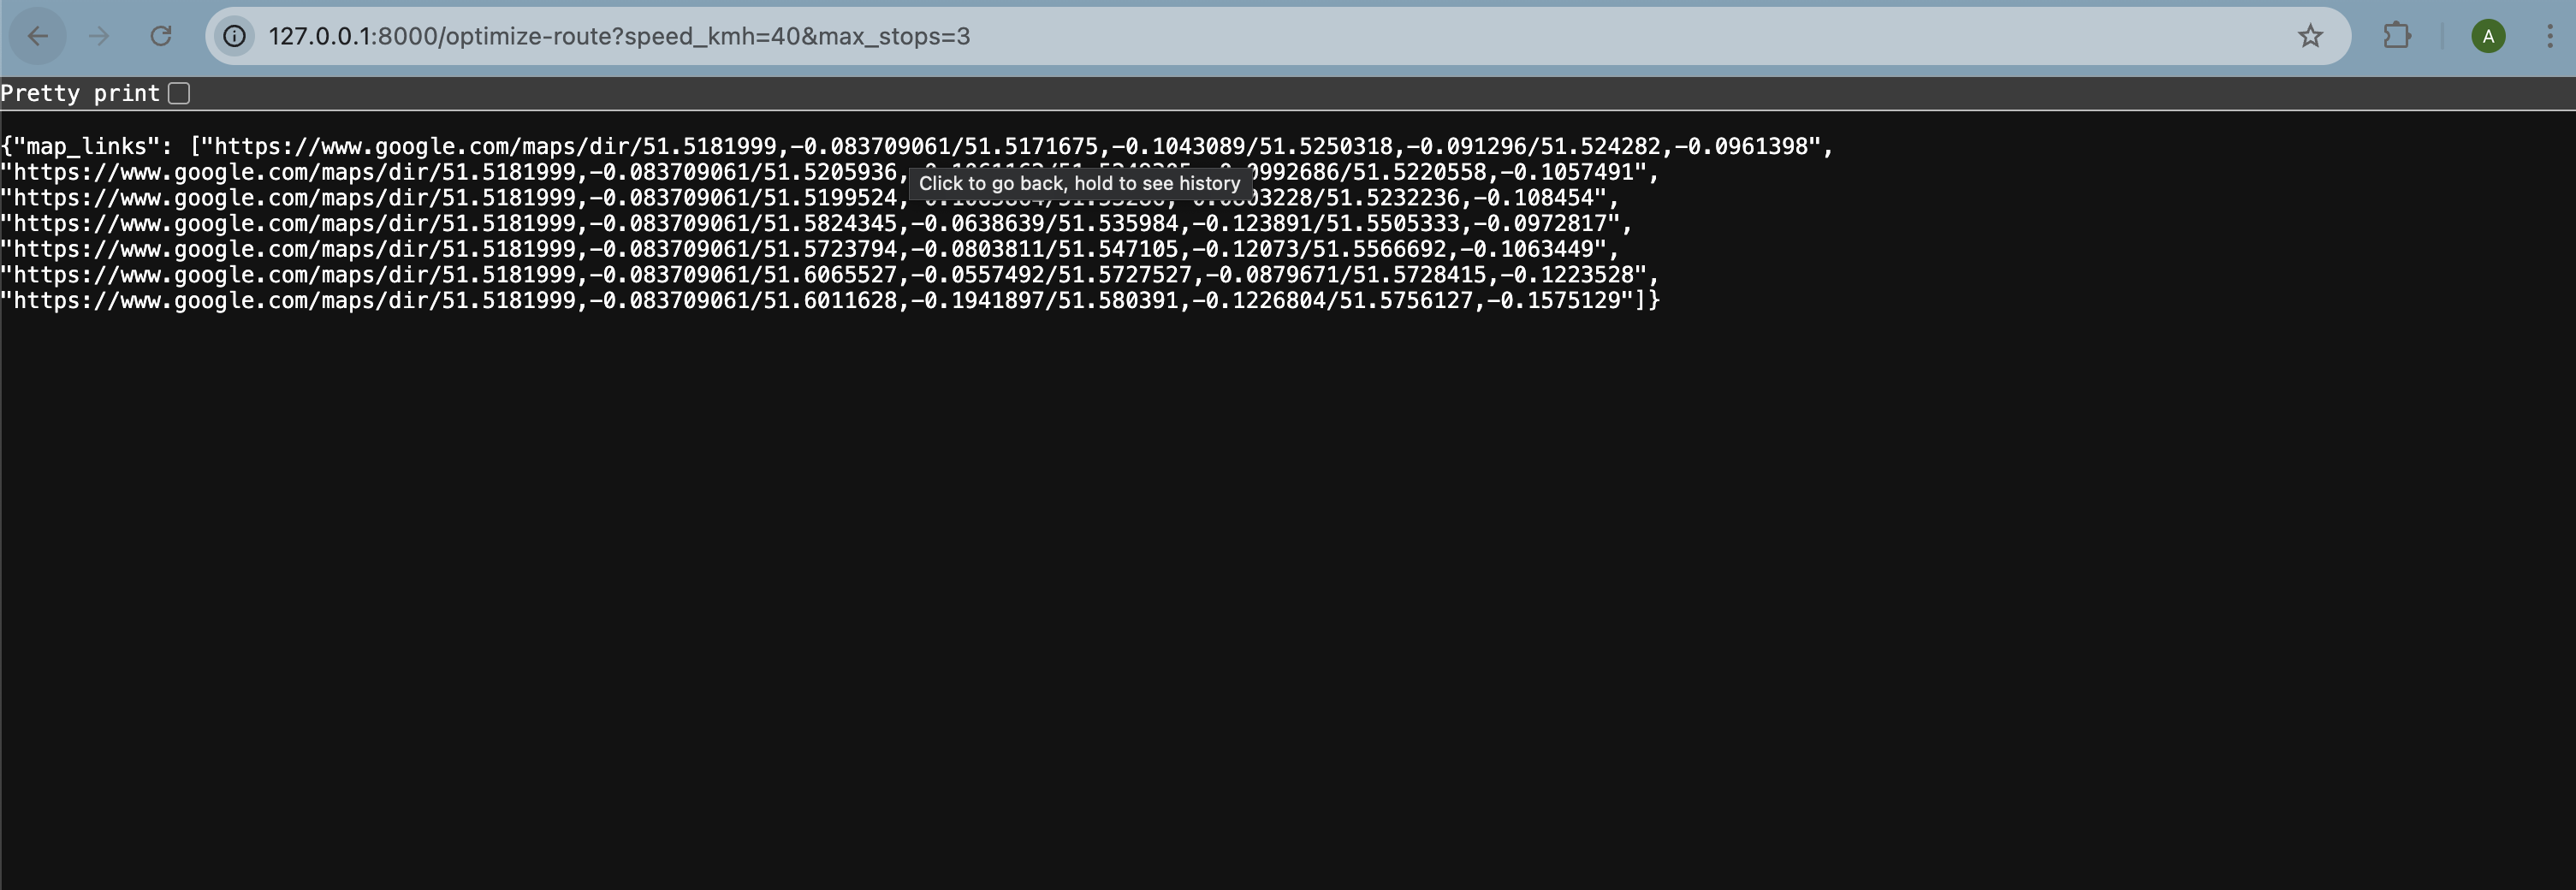 127.0.0.1:8000/optimize-route?speed_kmh=40&max_stops=3
A
Pretty print
{"map_links": ["https://www.google.com/maps/dir/51.5181999,-0.083709061/51.5171675,-0.1043089/51.5250318,-0.091296/51.524282,-0.0961398",
"https://www.google.com/maps/dir/51.5181999,-0.083709061/51.5205936, 0992686/51.5220558,-0.1057491",
Click to go back, hold to see history
"https://www.google.com/maps/dir/51.5181999,-0.083709061/51.5199524, 03228/51.5232236,-0.108454",
"https://www.google.com/maps/dir/51.5181999,-0.083709061/51.5824345,-0.0638639/51.535984,-0.123891/51.5505333,-0.0972817",
"https://www.google.com/maps/dir/51.5181999,-0.083709061/51.5723794,-0.0803811/51.547105,-0.12073/51.5566692,-0.1063449",
"https://www.google.com/maps/dir/51.5181999,-0.083709061/51.6065527,-0.0557492/51.5727527,-0.0879671/51.5728415,-0.1223528",
"https://www.google.com/maps/dir/51.5181999,-0.083709061/51.6011628,-0.1941897/51.580391,-0.1226804/51.5756127,-0.1575129"]}